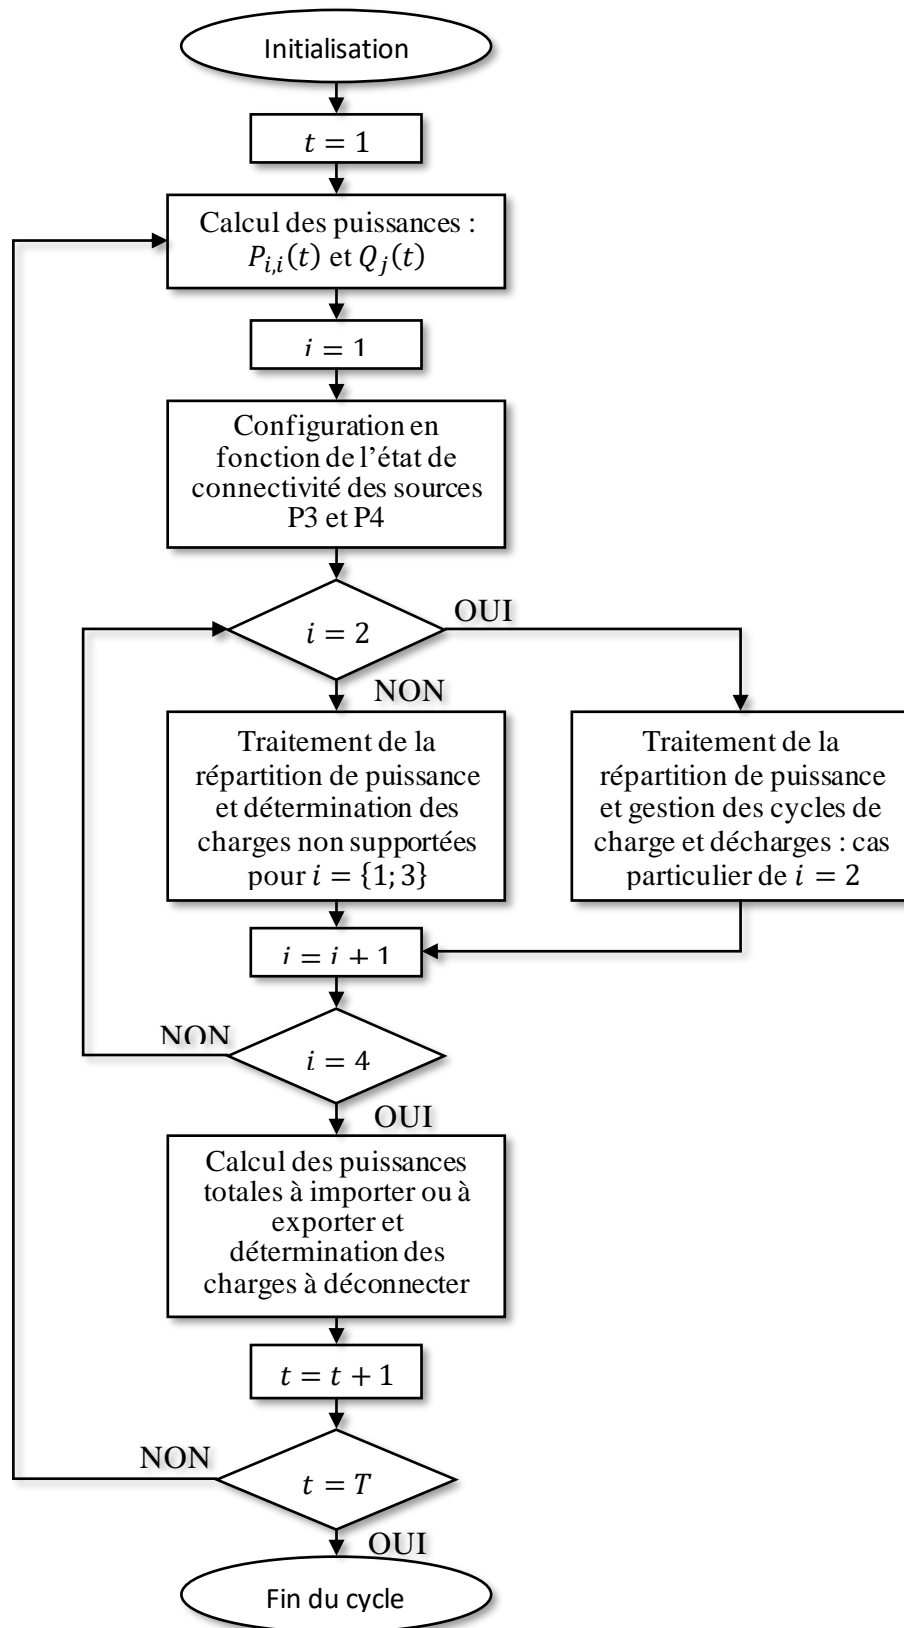 Initialisation
t = 1
Calcul des puissances :
P_{i,i}(t) et Q_j(t)
i = 1
Configuration en
fonction de l’état de
connectivité des sources
P3 et P4
i = 2
OUI
NON
Traitement de la
répartition de puissance
et détermination des
charges non supportées
pour i = {1; 3}
Traitement de la
répartition de puissance
et gestion des cycles de
charge et décharges : cas
particulier de i = 2
i = i + 1
NON
i = 4
OUI
Calcul des puissances
totales à importer ou à
exporter et
détermination des
charges à déconnecter
t = t + 1
NON
t = T
OUI
Fin du cycle